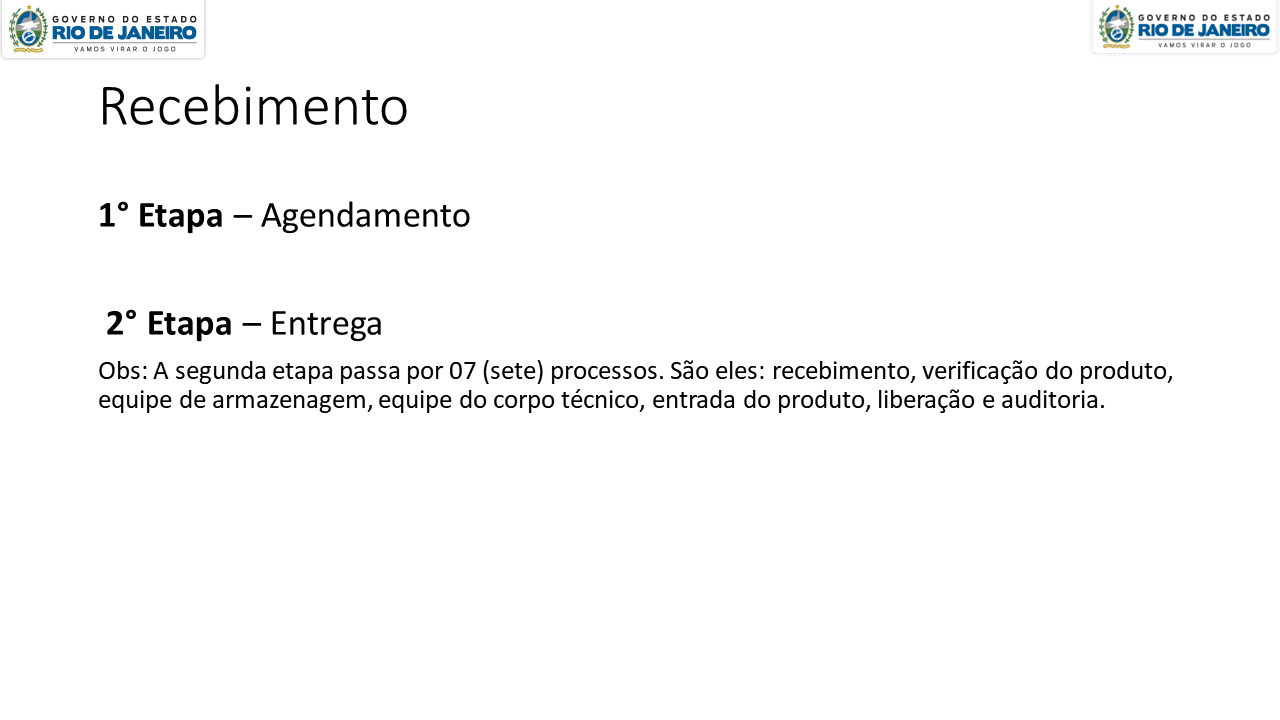 GOVERNO DO ESTADO
RIO DE JANEIRO
VAMOS VIRAR O JOGO
GOVERNO DO ESTADO
RIO DE JANEIRO
VAMOS VIRAR O JOGO
Recebimento
1° Etapa – Agendamento
2° Etapa – Entrega
Obs: A segunda etapa passa por 07 (sete) processos. São eles: recebimento, verificação do produto,
equipe de armazenagem, equipe do corpo técnico, entrada do produto, liberação e auditoria.